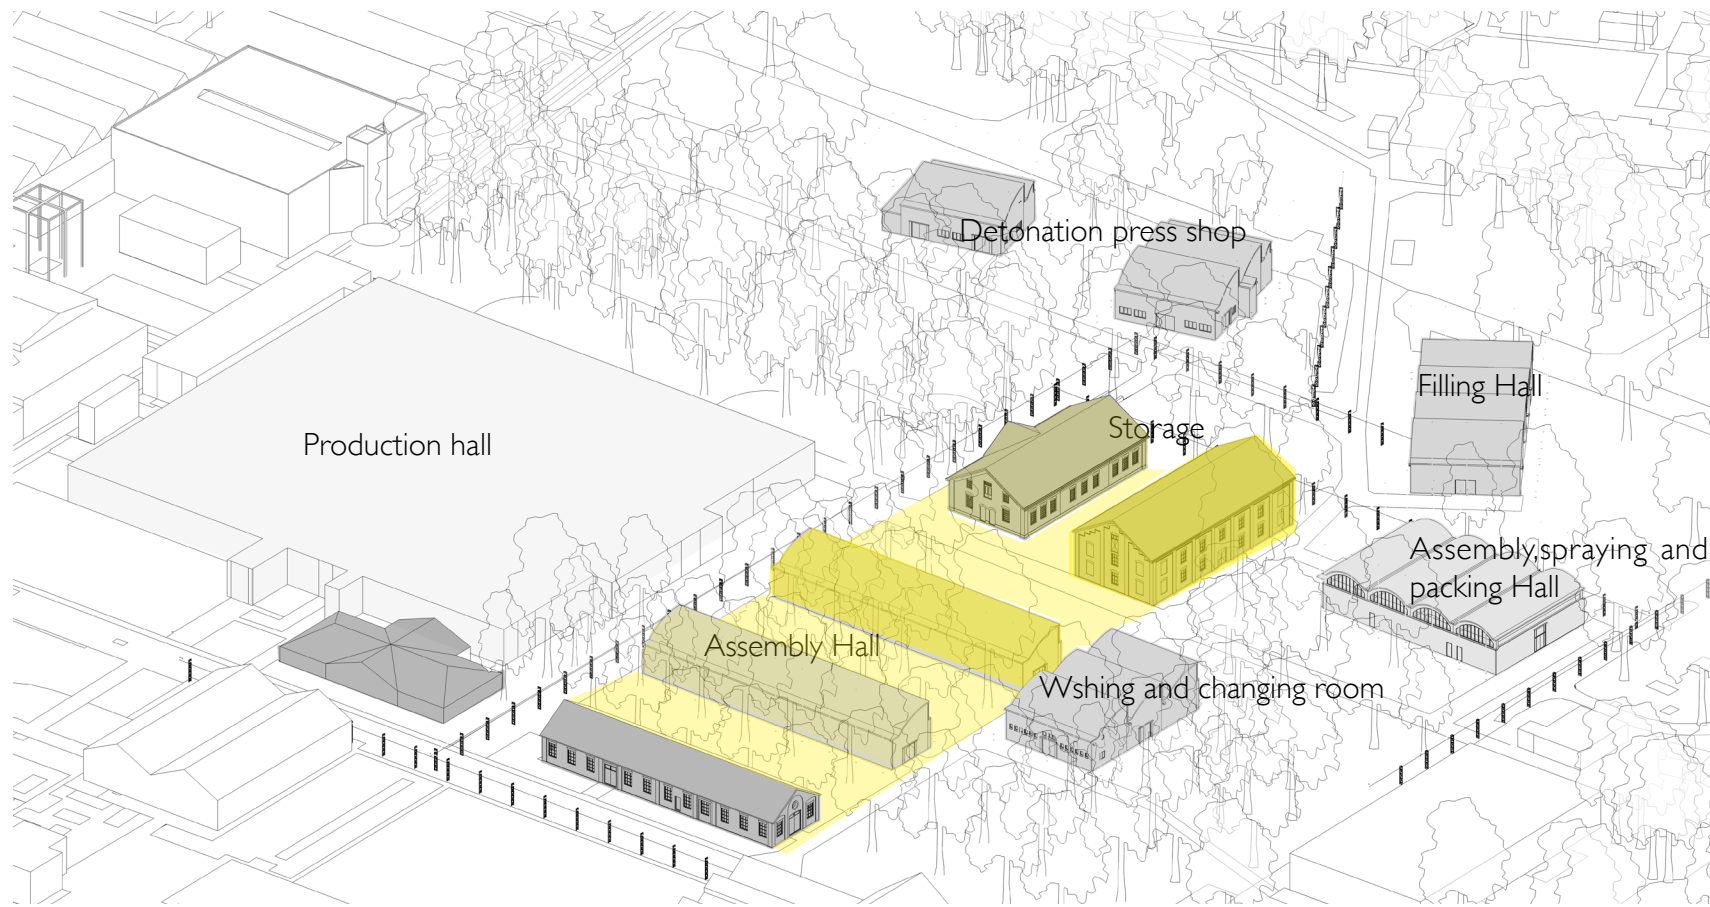 Detonation press shop
Filling Hall
Storage
Production hall
Assembly,spraying and
packing Hall
Assembly Hall
Wshing and changing room